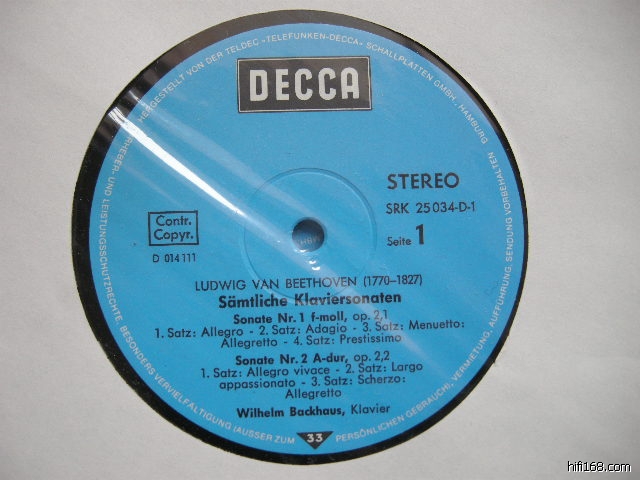 HERGESTELLT VON DER TELDEC »TELEFUNKEN-DECCA« SCHALLPLATTEN GMBH · HAMBURG
URHEBER- UND LEISTUNGSSCHUTZRECHTE, BESONDERS VERVIELFÄLTIGUNG (AUSSER ZUM
PERSÖNLICHEN GEBRAUCH), VERMIETUNG, AUFFÜHRUNG, SENDUNG VORBEHALTEN
DECCA
STEREO
SRK 25 034-D-1
Seite 1
Contr.
Copyr.
D 014 111
LUDWIG VAN BEETHOVEN (1770-1827)
Sämtliche Klaviersonaten
Sonate Nr. 1 f-moll, op. 2,1
1. Satz: Allegro - 2. Satz: Adagio - 3. Satz: Menuetto:
Allegretto - 4. Satz: Prestissimo
Sonate Nr. 2 A-dur, op. 2,2
1. Satz: Allegro vivace - 2. Satz: Largo
appassionato - 3. Satz: Scherzo:
Allegretto
Wilhelm Backhaus, Klavier
33
hifi168.com